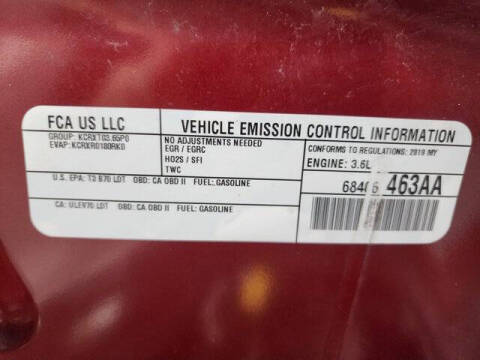 FCA US LLC
VEHICLE EMISSION CONTROL INFORMATION
GROUP: KCRXT03.65P0
EVAP: KCRXR0180RK0
NO ADJUSTMENTS NEEDED
EGR / EGRC
HO2S / SFI
TWC
CONFORMS TO REGULATIONS: 2019 MY
ENGINE: 3.6L
U.S. EPA: T3 B70 LDT OBD: CA OBD II FUEL: GASOLINE
463AA
CA: ULEV70 LDT OBD: CA OBD II FUEL: GASOLINE